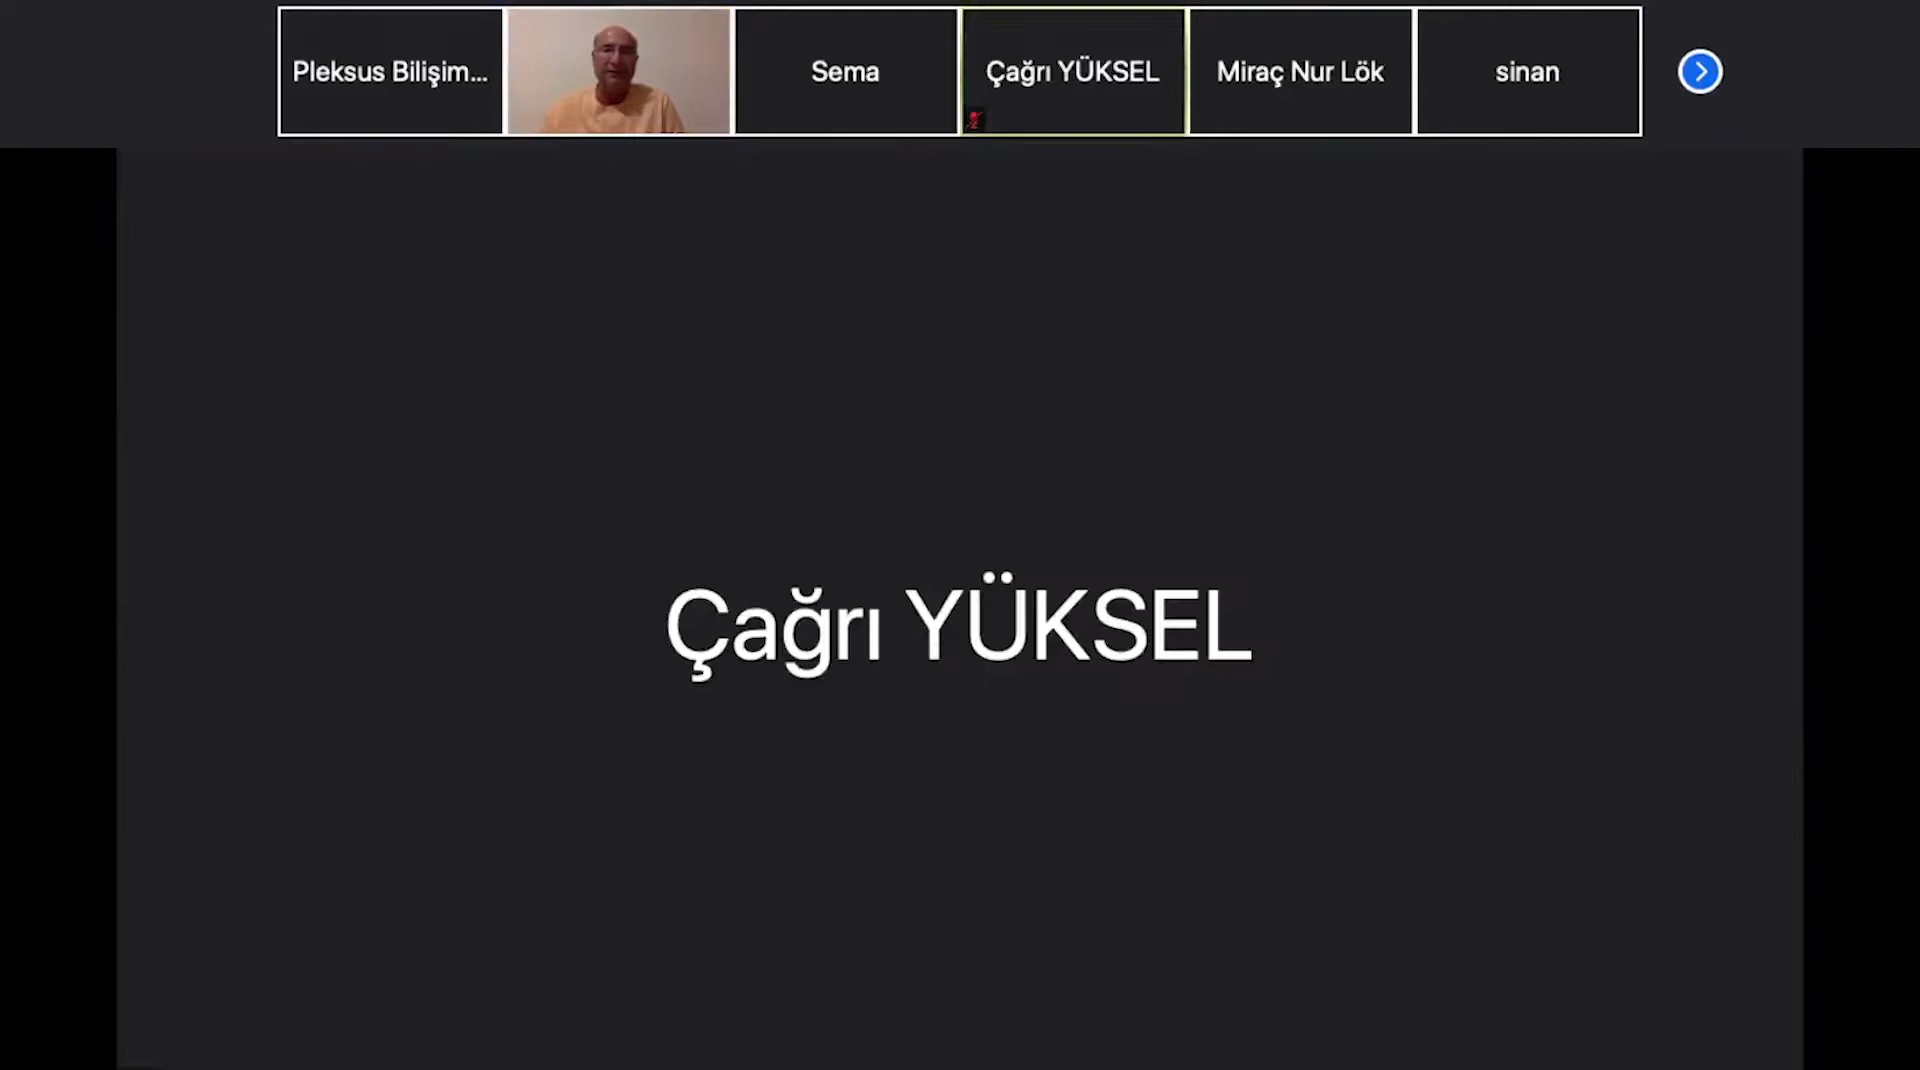 Pleksus Bilişim...
Sema
Çağrı YÜKSEL
Miraç Nur Lök
sinan
Çağrı YÜKSEL